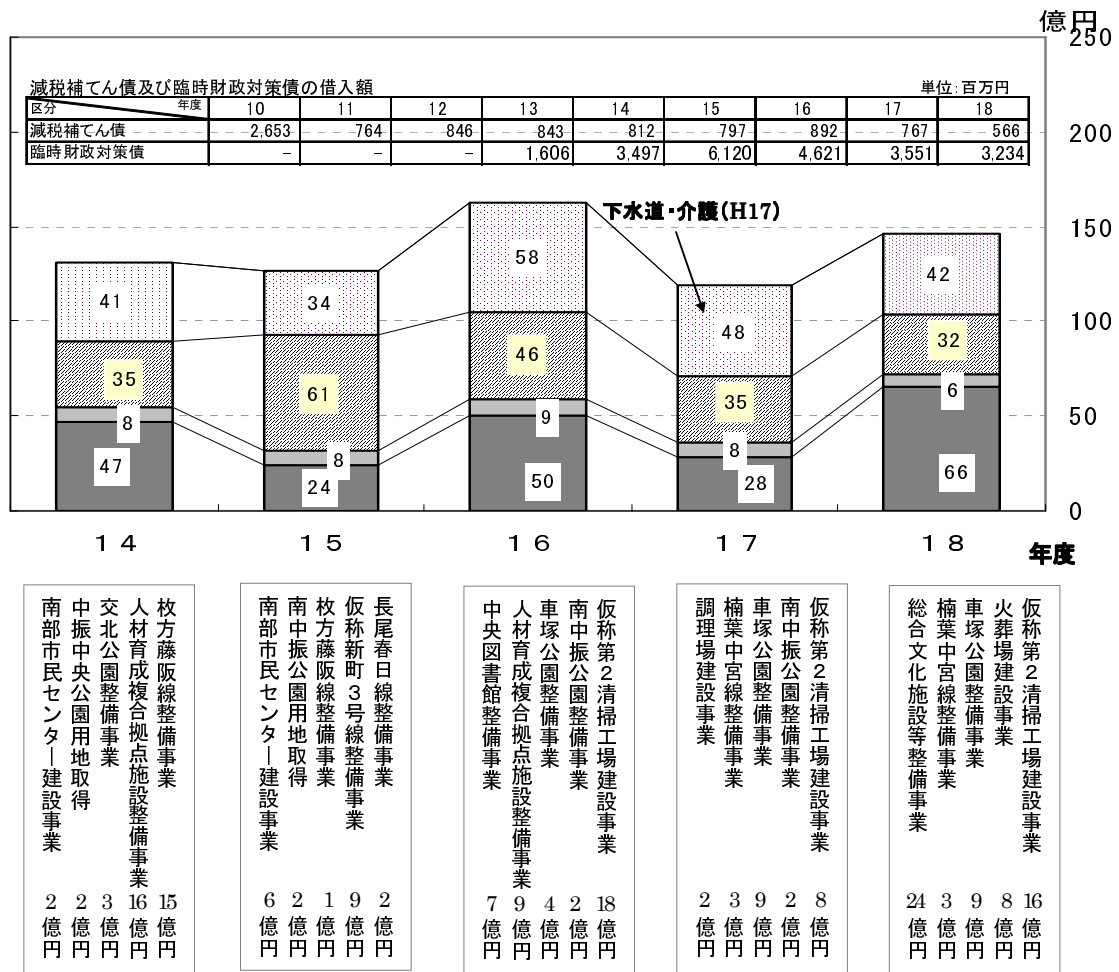 億円
250
200
150
100
50
0
減税補てん債及び臨時財政対策債の借入額
単位:百万円
区分 年度 10 11 12 13 14 15 16 17 18
減税補てん債 2,653 764 846 843 812 797 892 767 566
臨時財政対策債 − − − 1,606 3,497 6,120 4,621 3,551 3,234
下水道・介護(H17)
41
35
8
47
34
61
8
24
58
46
9
50
48
35
8
28
42
32
6
66
14 15 16 17 18
年度
枚方藤阪線整備事業 15億円
人材育成複合拠点施設整備事業 16億円
交北公園整備事業 3億円
中振中央公園用地取得 2億円
南部市民センター建設事業 2億円
長尾春日線整備事業 2億円
仮称新町3号線整備事業 9億円
枚方藤阪線整備事業 1億円
南中振公園用地取得 2億円
南部市民センター建設事業 6億円
仮称第2清掃工場建設事業 18億円
南中振公園整備事業 2億円
車塚公園整備事業 4億円
人材育成複合拠点施設整備事業 9億円
中央図書館整備事業 7億円
仮称第2清掃工場建設事業 8億円
南中振公園整備事業 2億円
車塚公園整備事業 9億円
楠葉中宮線整備事業 3億円
調理場建設事業 2億円
仮称第2清掃工場建設事業 16億円
火葬場建設事業 8億円
車塚公園整備事業 9億円
楠葉中宮線整備事業 3億円
総合文化施設等整備事業 24億円